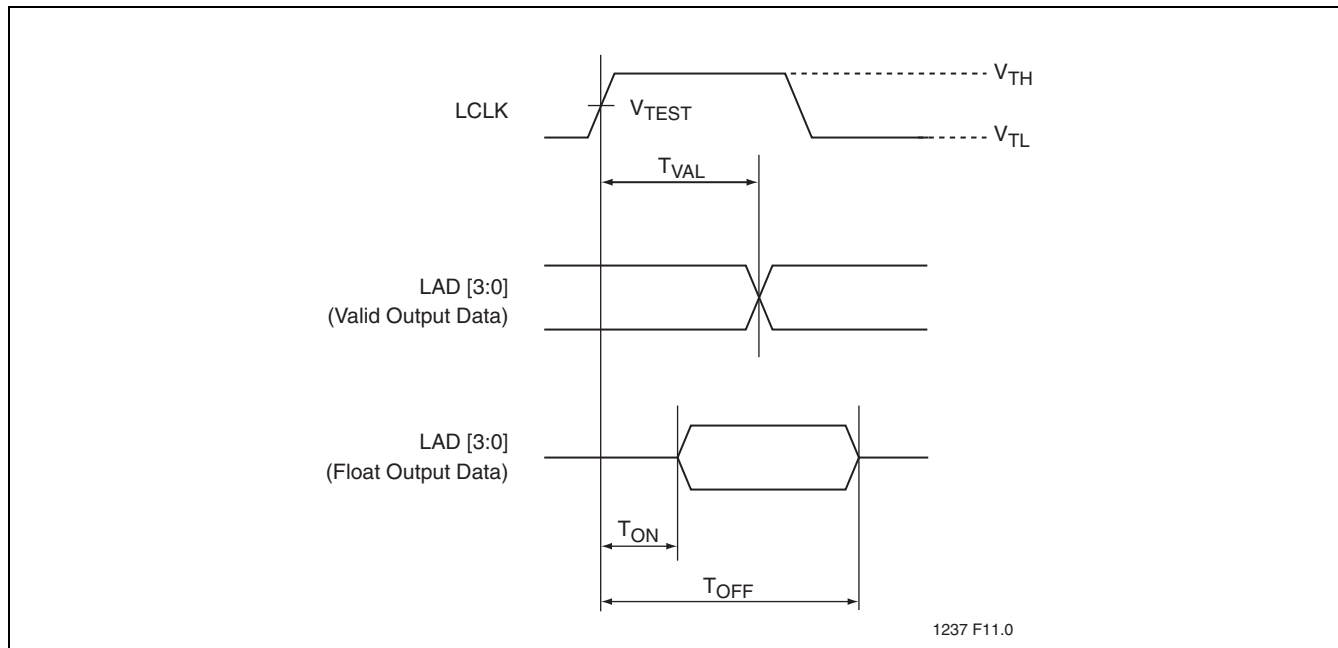 V_TH
LCLK
V_TEST
V_TL
T_VAL
LAD [3:0]
(Valid Output Data)
LAD [3:0]
(Float Output Data)
T_ON
T_OFF
1237 F11.0